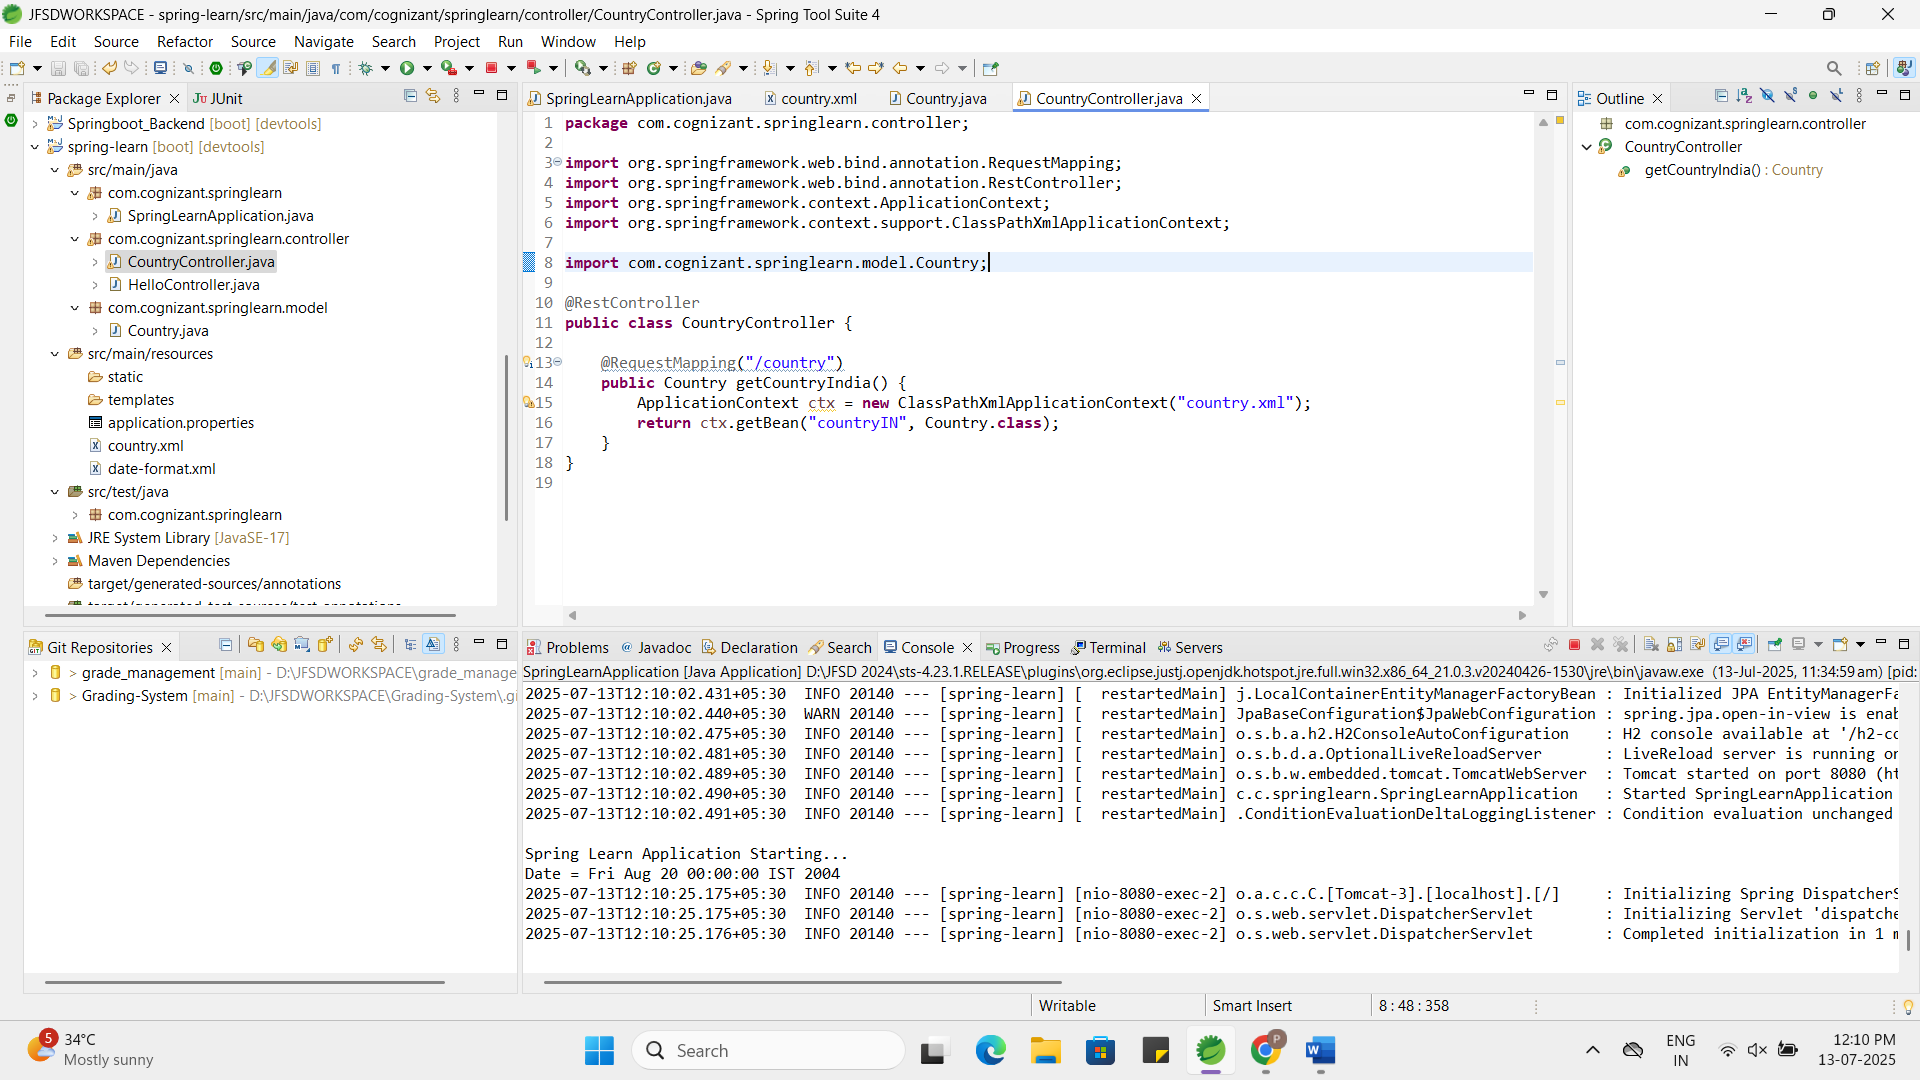 JFSDWORKSPACE - spring-learn/src/main/java/com/cognizant/springlearn/controller/CountryController.java - Spring Tool Suite 4
File Edit Source Refactor Source Navigate Search Project Run Window Help
Package Explorer
JUnit
Springboot_Backend [boot] [devtools]
spring-learn [boot] [devtools]
src/main/java
com.cognizant.springlearn
SpringLearnApplication.java
com.cognizant.springlearn.controller
CountryController.java
HelloController.java
com.cognizant.springlearn.model
Country.java
src/main/resources
static
templates
application.properties
country.xml
date-format.xml
src/test/java
com.cognizant.springlearn
JRE System Library [JavaSE-17]
Maven Dependencies
target/generated-sources/annotations
SpringLearnApplication.java country.xml Country.java CountryController.java
1 package com.cognizant.springlearn.controller;
2
3 import org.springframework.web.bind.annotation.RequestMapping;
4 import org.springframework.web.bind.annotation.RestController;
5 import org.springframework.context.ApplicationContext;
6 import org.springframework.context.support.ClassPathXmlApplicationContext;
7
8 import com.cognizant.springlearn.model.Country;
9
10 @RestController
11 public class CountryController {
12
13 @RequestMapping("/country")
14 public Country getCountryIndia() {
15 ApplicationContext ctx = new ClassPathXmlApplicationContext("country.xml");
16 return ctx.getBean("countryIN", Country.class);
17 }
18 }
19
Outline
com.cognizant.springlearn.controller
CountryController
getCountryIndia() : Country
Git Repositories
> grade_management [main] - D:\JFSDWORKSPACE\grade_manage
> Grading-System [main] - D:\JFSDWORKSPACE\Grading-System\.gi
Problems Javadoc Declaration Search Console Progress Terminal Servers
SpringLearnApplication [Java Application] D:\JFSD 2024\sts-4.23.1.RELEASE\plugins\org.eclipse.justj.openjdk.hotspot.jre.full.win32.x86_64_21.0.3.v20240426-1530\jre\bin\javaw.exe (13-Jul-2025, 11:34:59 am) [pid:
2025-07-13T12:10:02.431+05:30 INFO 20140 --- [spring-learn] [ restartedMain] j.LocalContainerEntityManagerFactoryBean : Initialized JPA EntityManagerFa
2025-07-13T12:10:02.440+05:30 WARN 20140 --- [spring-learn] [ restartedMain] JpaBaseConfiguration$JpaWebConfiguration : spring.jpa.open-in-view is enab
2025-07-13T12:10:02.475+05:30 INFO 20140 --- [spring-learn] [ restartedMain] o.s.b.a.h2.H2ConsoleAutoConfiguration : H2 console available at '/h2-co
2025-07-13T12:10:02.481+05:30 INFO 20140 --- [spring-learn] [ restartedMain] o.s.b.d.a.OptionalLiveReloadServer : LiveReload server is running on
2025-07-13T12:10:02.489+05:30 INFO 20140 --- [spring-learn] [ restartedMain] o.s.b.w.embedded.tomcat.TomcatWebServer : Tomcat started on port 8080 (ht
2025-07-13T12:10:02.490+05:30 INFO 20140 --- [spring-learn] [ restartedMain] c.c.springlearn.SpringLearnApplication : Started SpringLearnApplication
2025-07-13T12:10:02.491+05:30 INFO 20140 --- [spring-learn] [ restartedMain] .ConditionEvaluationDeltaLoggingListener : Condition evaluation unchanged
Spring Learn Application Starting...
Date = Fri Aug 20 00:00:00 IST 2004
2025-07-13T12:10:25.175+05:30 INFO 20140 --- [spring-learn] [nio-8080-exec-2] o.a.c.c.C.[Tomcat-3].[localhost].[/] : Initializing Spring DispatcherS
2025-07-13T12:10:25.175+05:30 INFO 20140 --- [spring-learn] [nio-8080-exec-2] o.s.web.servlet.DispatcherServlet : Initializing Servlet 'dispatche
2025-07-13T12:10:25.176+05:30 INFO 20140 --- [spring-learn] [nio-8080-exec-2] o.s.web.servlet.DispatcherServlet : Completed initialization in 1 m
Writable Smart Insert 8 : 48 : 358
5
34°C
Mostly sunny
Search
P
ENG
IN
12:10 PM
13-07-2025